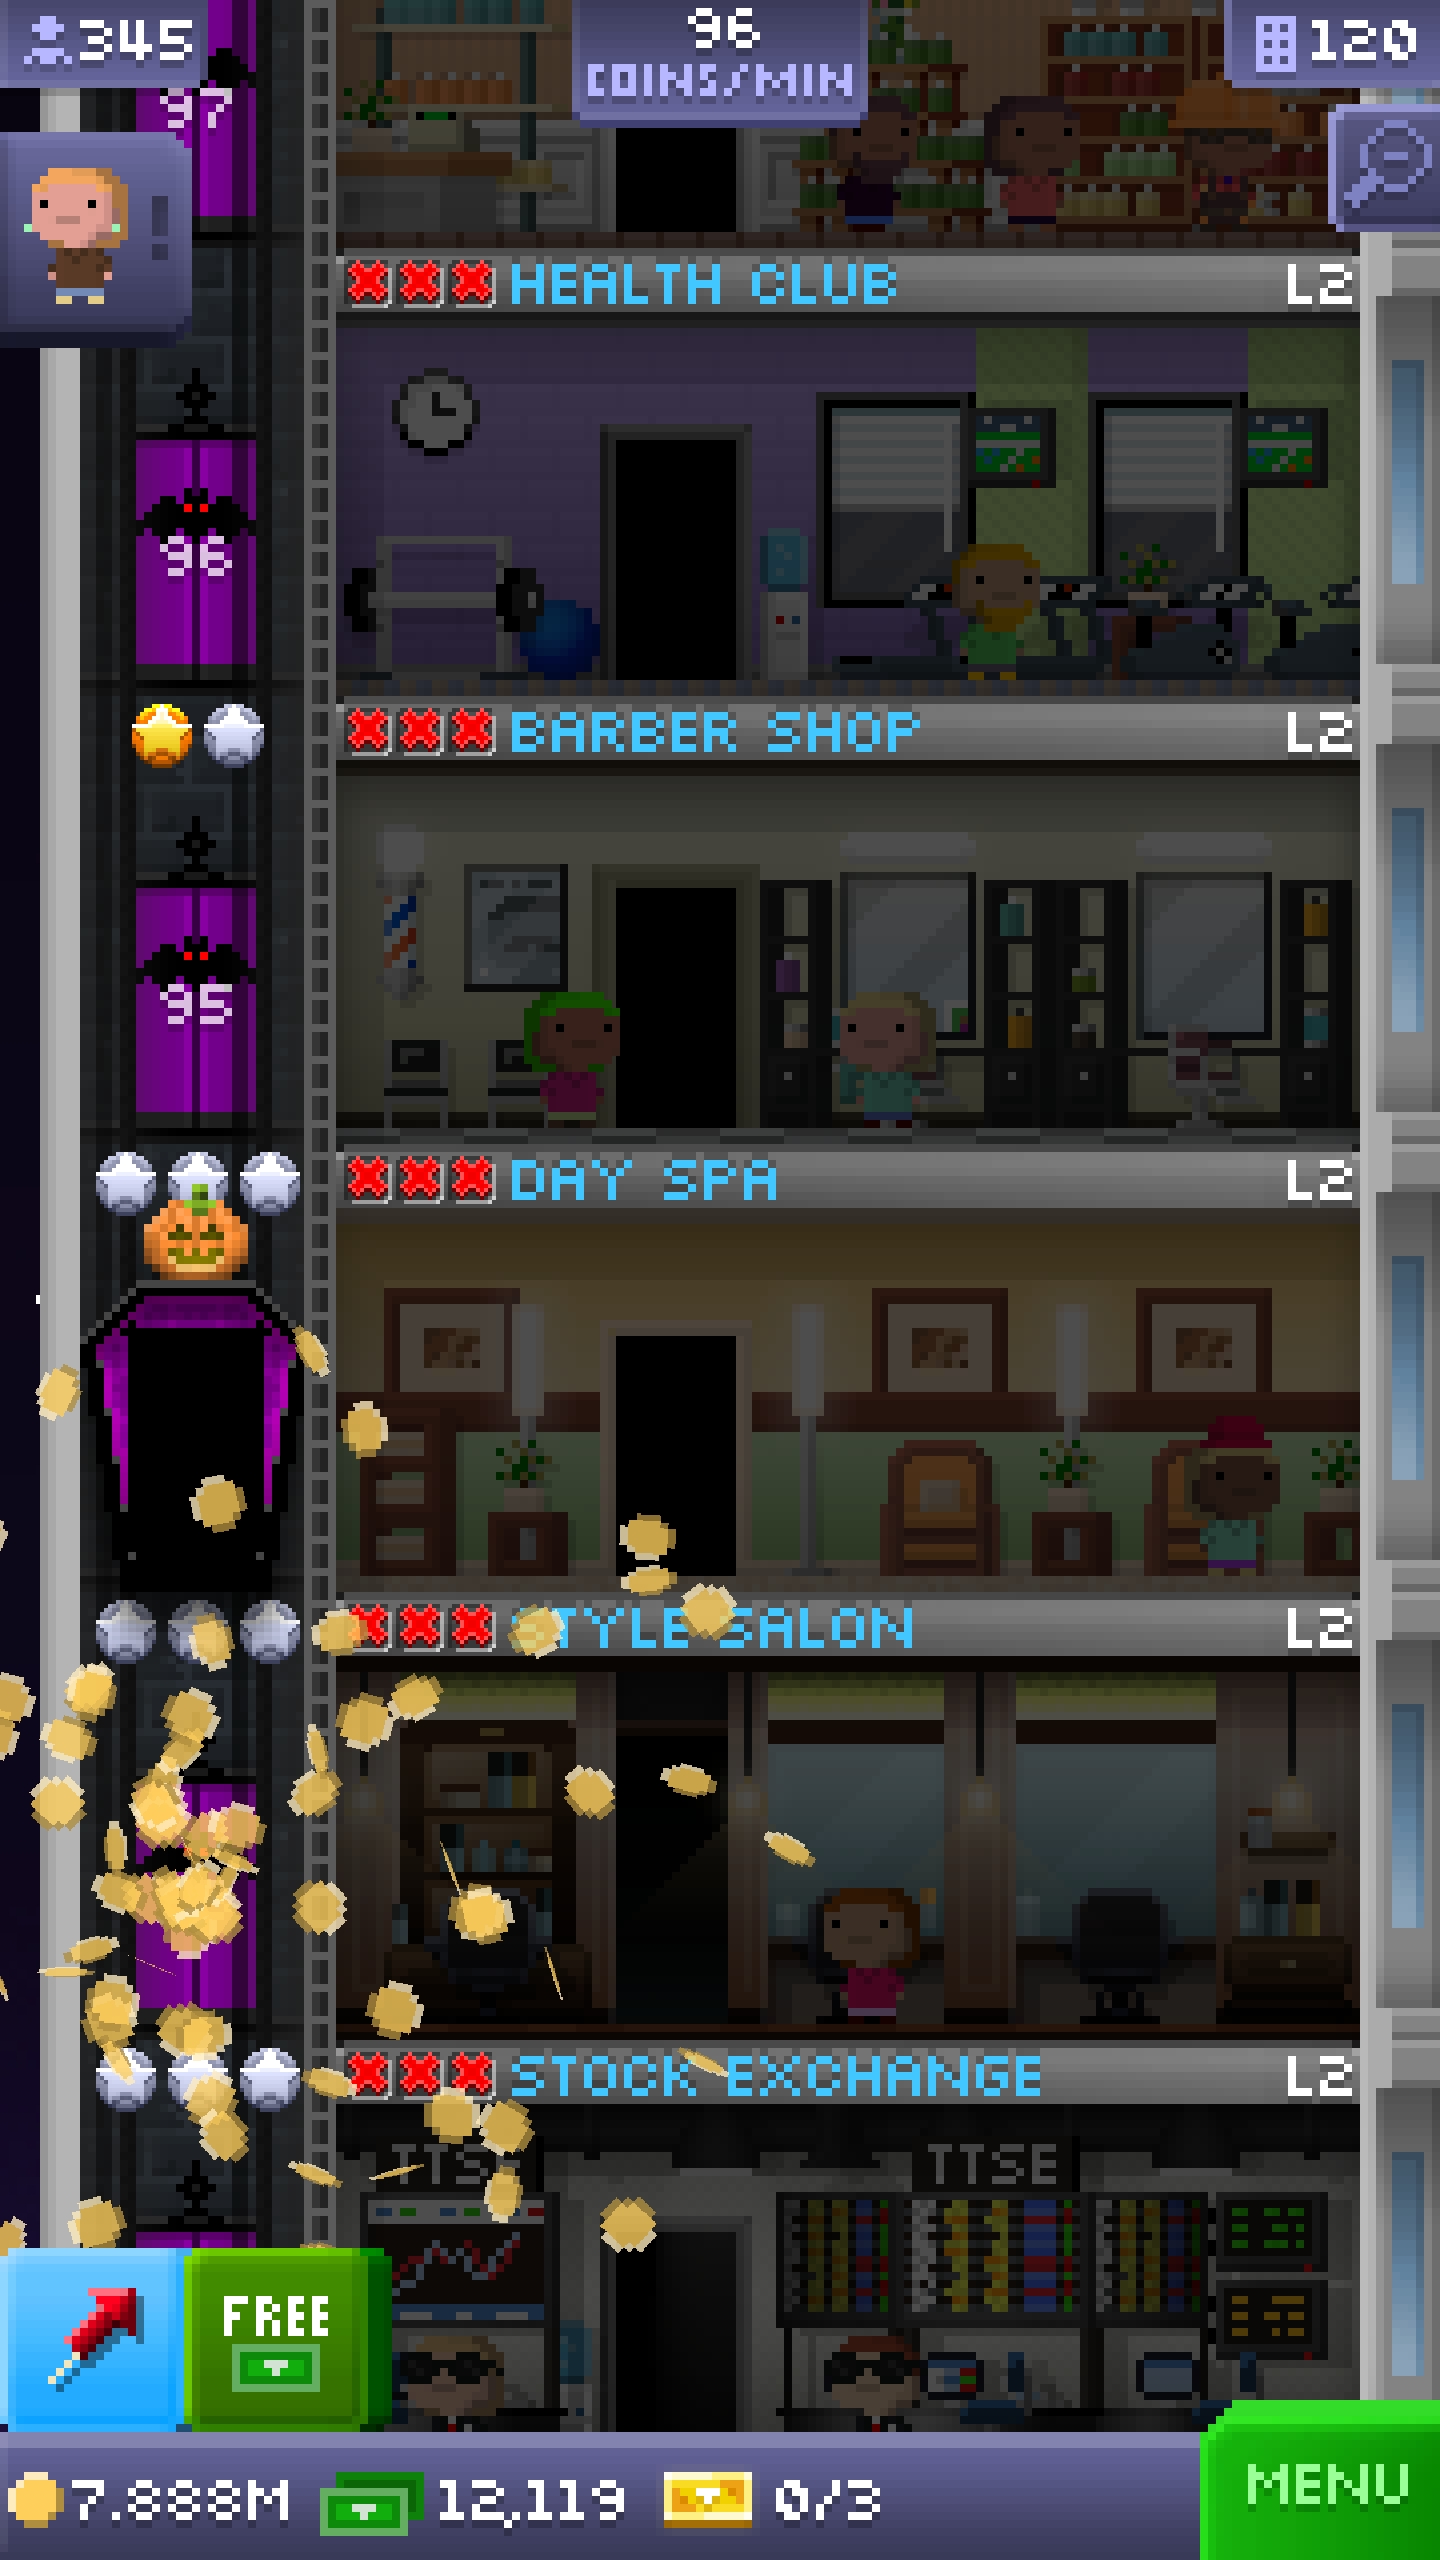 345
96
COINS/MIN
120
97
HEALTH CLUB
L2
96
BARBER SHOP
L2
95
DAY SPA
L2
STYLE SALON
L2
STOCK EXCHANGE
L2
TTSE
TTSE
FREE
7.888M
12,119
0/3
MENU